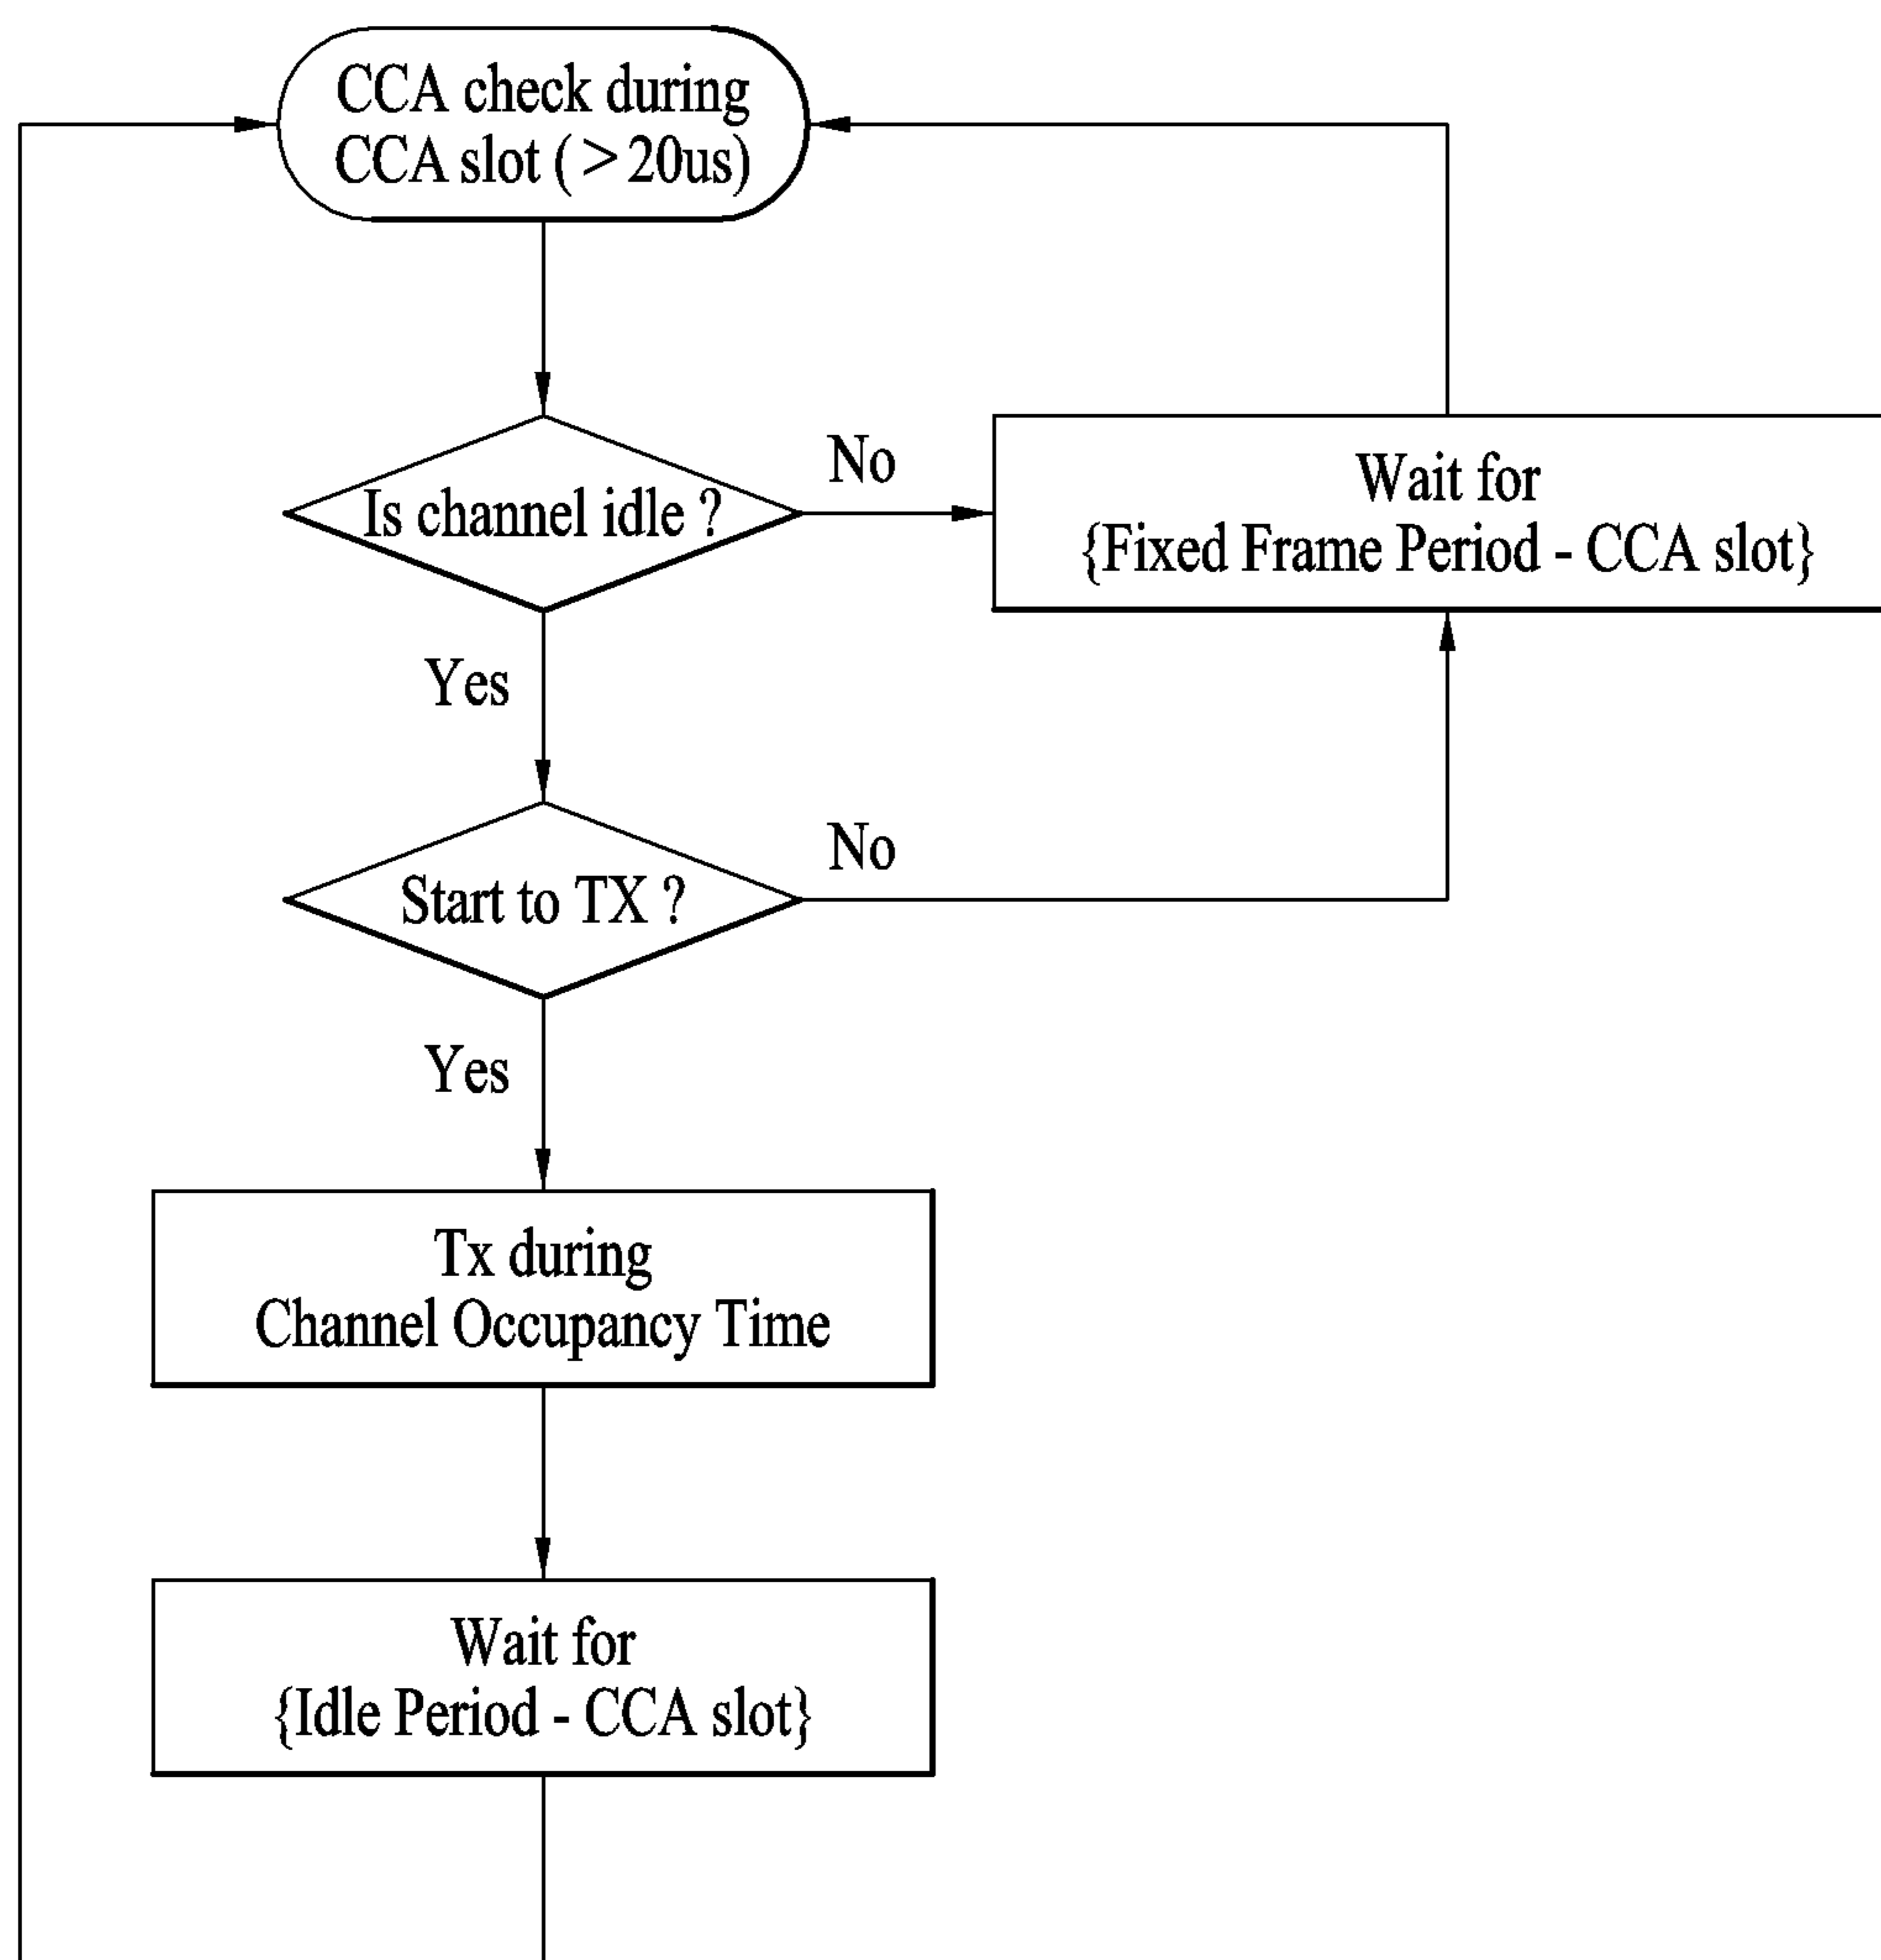 CCA check during
CCA slot ( > 20us)
Is channel idle ?
No
Wait for
{Fixed Frame Period - CCA slot}
Yes
Start to TX ?
No
Yes
Tx during
Channel Occupancy Time
Wait for
{Idle Period - CCA slot}